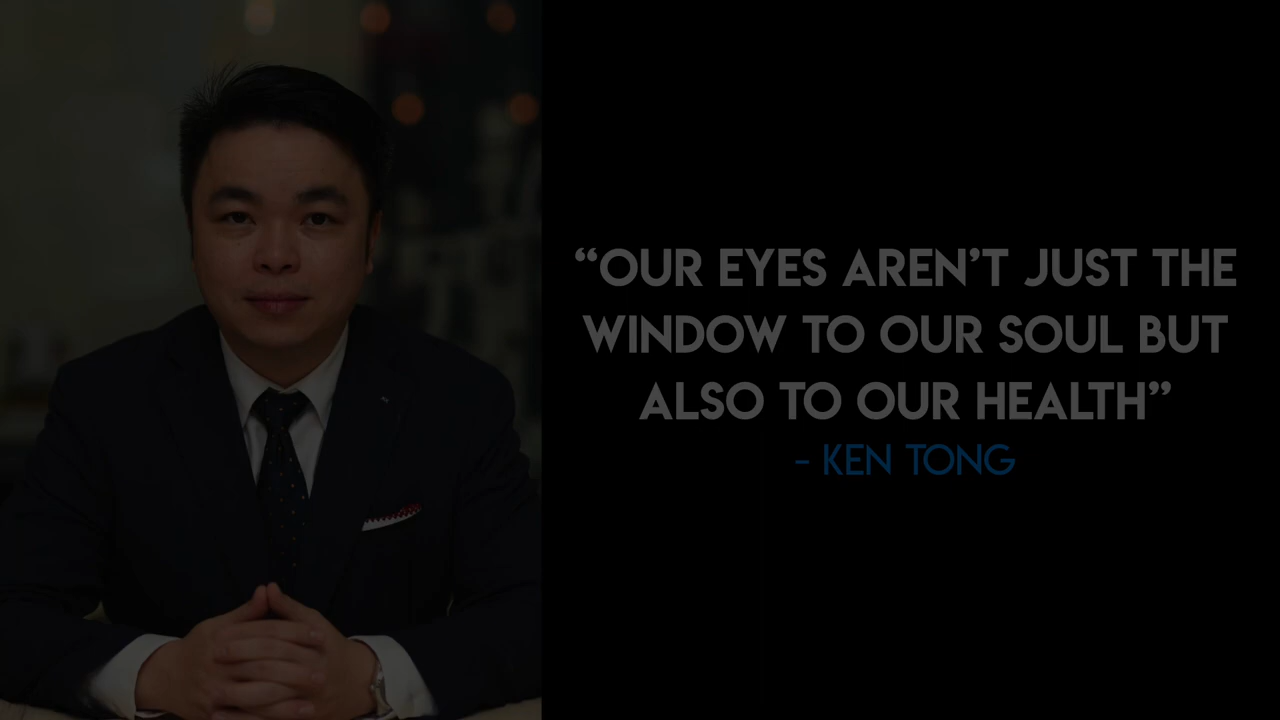 “OUR EYES AREN’T JUST THE
WINDOW TO OUR SOUL BUT
ALSO TO OUR HEALTH”
- KEN TONG